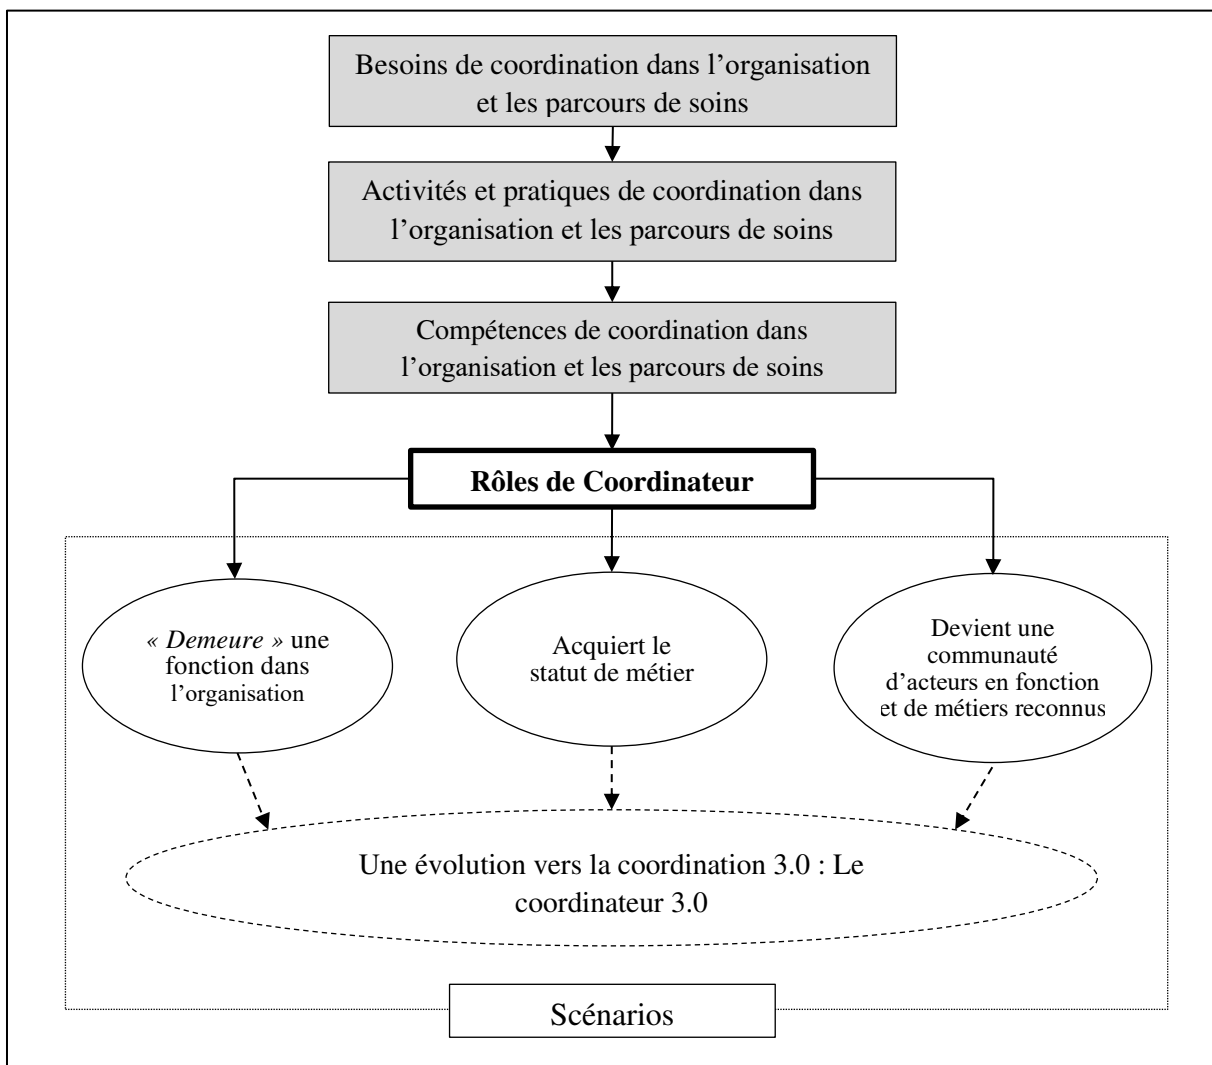 Besoins de coordination dans l’organisation
et les parcours de soins
Activités et pratiques de coordination dans
l’organisation et les parcours de soins
Compétences de coordination dans
l’organisation et les parcours de soins
Rôles de Coordinateur
« Demeure » une
fonction dans
l’organisation
Acquiert le
statut de métier
Devient une
communauté
d’acteurs en fonction
et de métiers reconnus
Une évolution vers la coordination 3.0 : Le
coordinateur 3.0
Scénarios